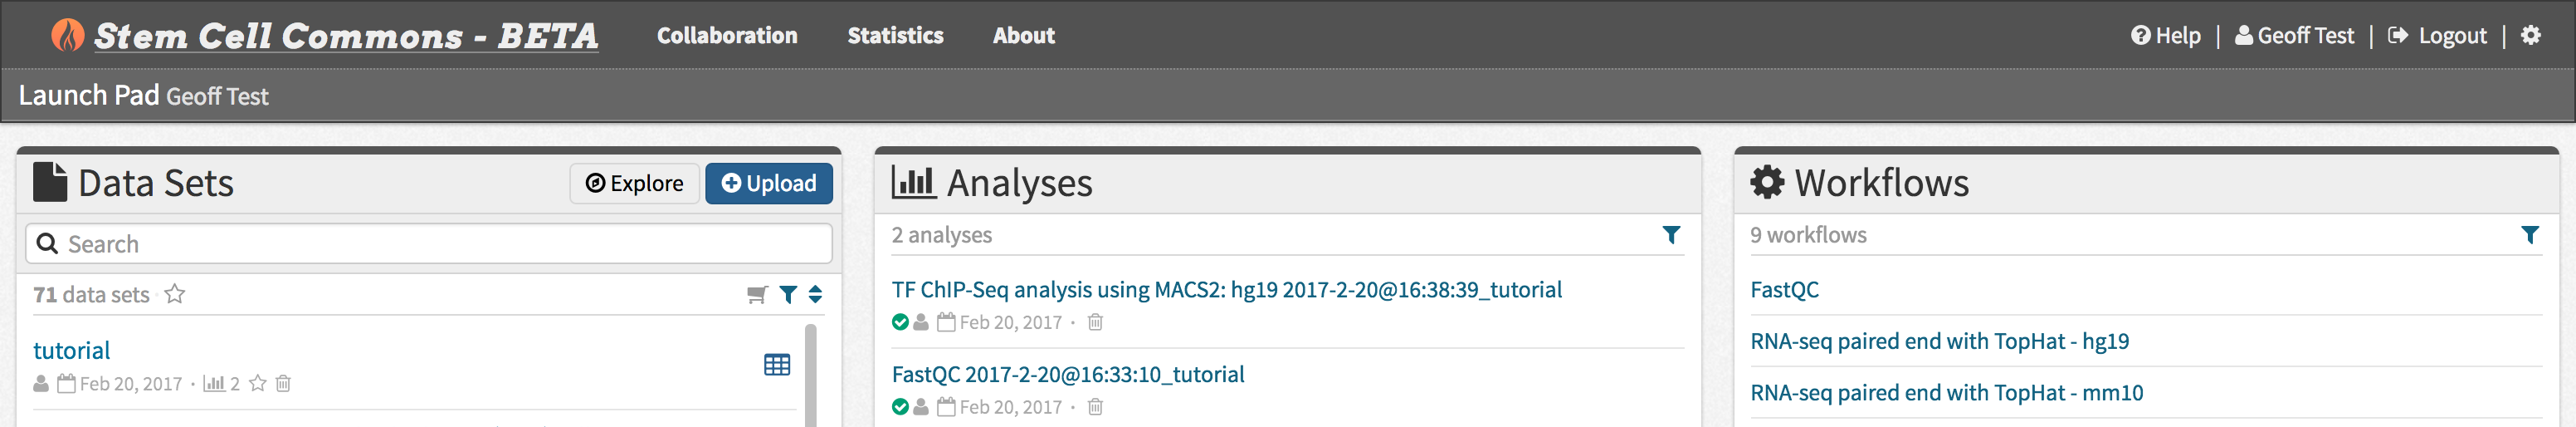 Stem Cell Commons - BETA Collaboration Statistics About Help | Geoff Test | Logout |
Launch Pad Geoff Test
Data Sets Explore Upload
Search
71 data sets
tutorial
Feb 20, 2017 · 2
Analyses
2 analyses
TF ChIP-Seq analysis using MACS2: hg19 2017-2-20@16:38:39_tutorial
Feb 20, 2017 ·
FastQC 2017-2-20@16:33:10_tutorial
Feb 20, 2017 ·
Workflows
9 workflows
FastQC
RNA-seq paired end with TopHat - hg19
RNA-seq paired end with TopHat - mm10